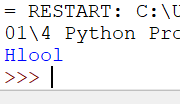 = RESTART: C:\U
01\4 Python Pro
Hlool
>>>